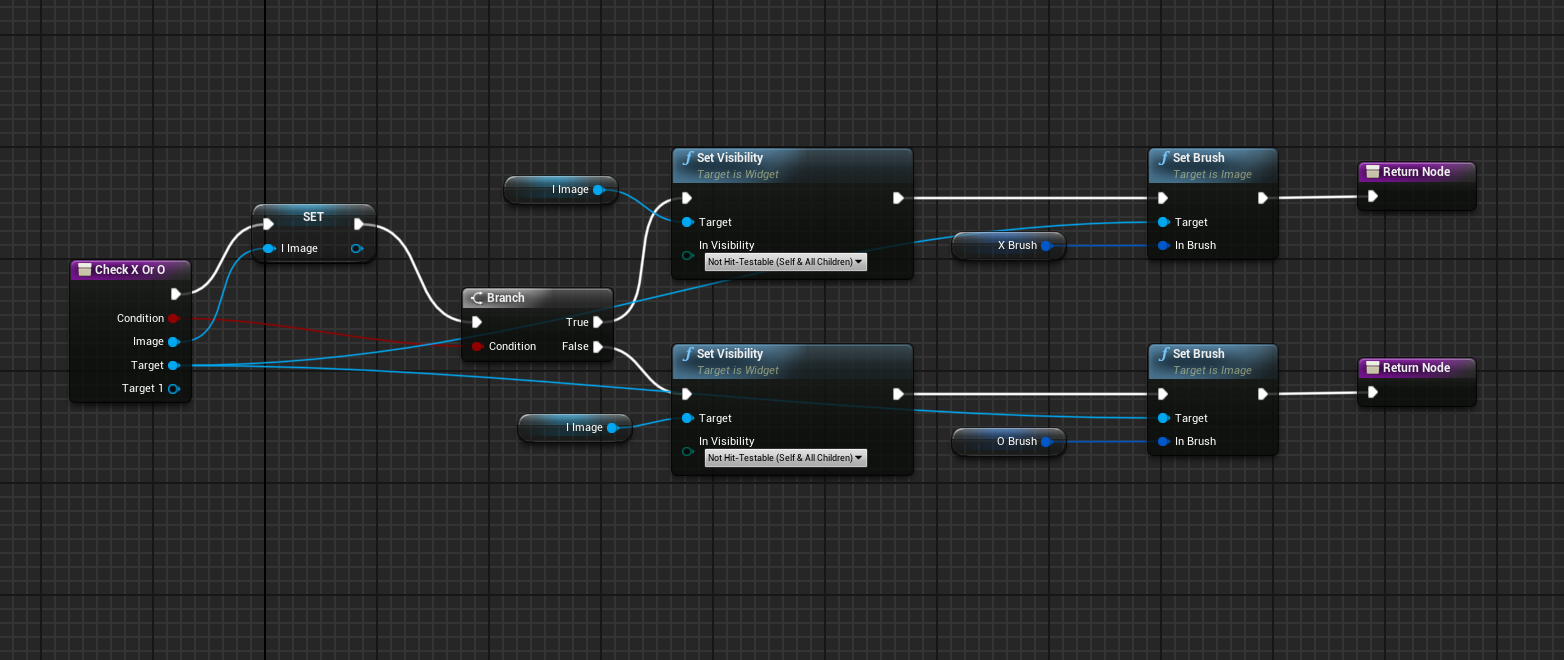 Check X Or O
Condition
Image
Target
Target 1
SET
I Image
Branch
True
Condition
False
I Image
Set Visibility
Target is Widget
Target
In Visibility
Not Hit-Testable (Self & All Children)
X Brush
Set Brush
Target is Image
Target
In Brush
Return Node
I Image
Set Visibility
Target is Widget
Target
In Visibility
Not Hit-Testable (Self & All Children)
O Brush
Set Brush
Target is Image
Target
In Brush
Return Node